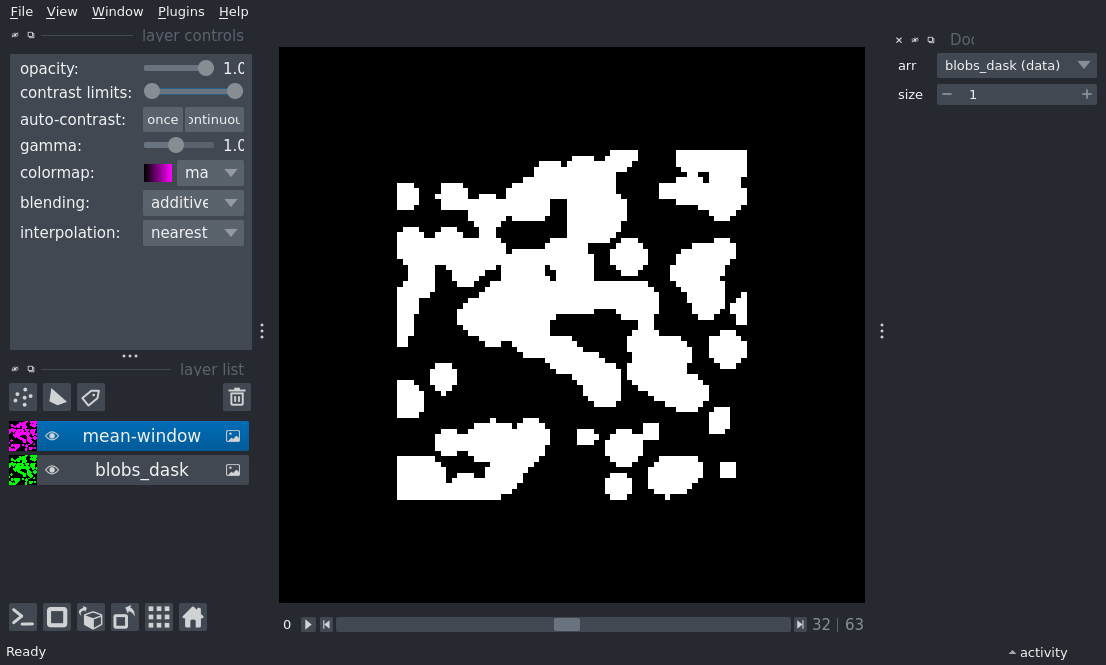 File View Window Plugins Help
layer controls
opacity: 1.0
contrast limits:
auto-contrast: once ontinuou
gamma: 1.0
colormap: ma
blending: additive
interpolation: nearest
layer list
mean-window
blobs_dask
Ready
0 32 | 63
Doc
arr blobs_dask (data)
size − 1 +
activity